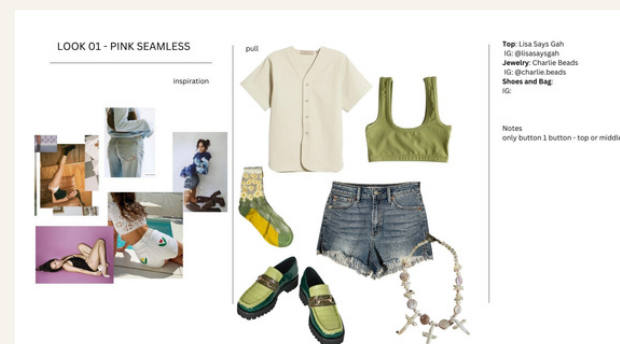 LOOK 01 - PINK SEAMLESS
inspiration
pull
Top: Lisa Says Gah
IG: @lisasaysgah
Jewelry: Charlie Beads
IG: @charlie.beads
Shoes and Bag:
IG:
Notes
only button 1 button - top or middle